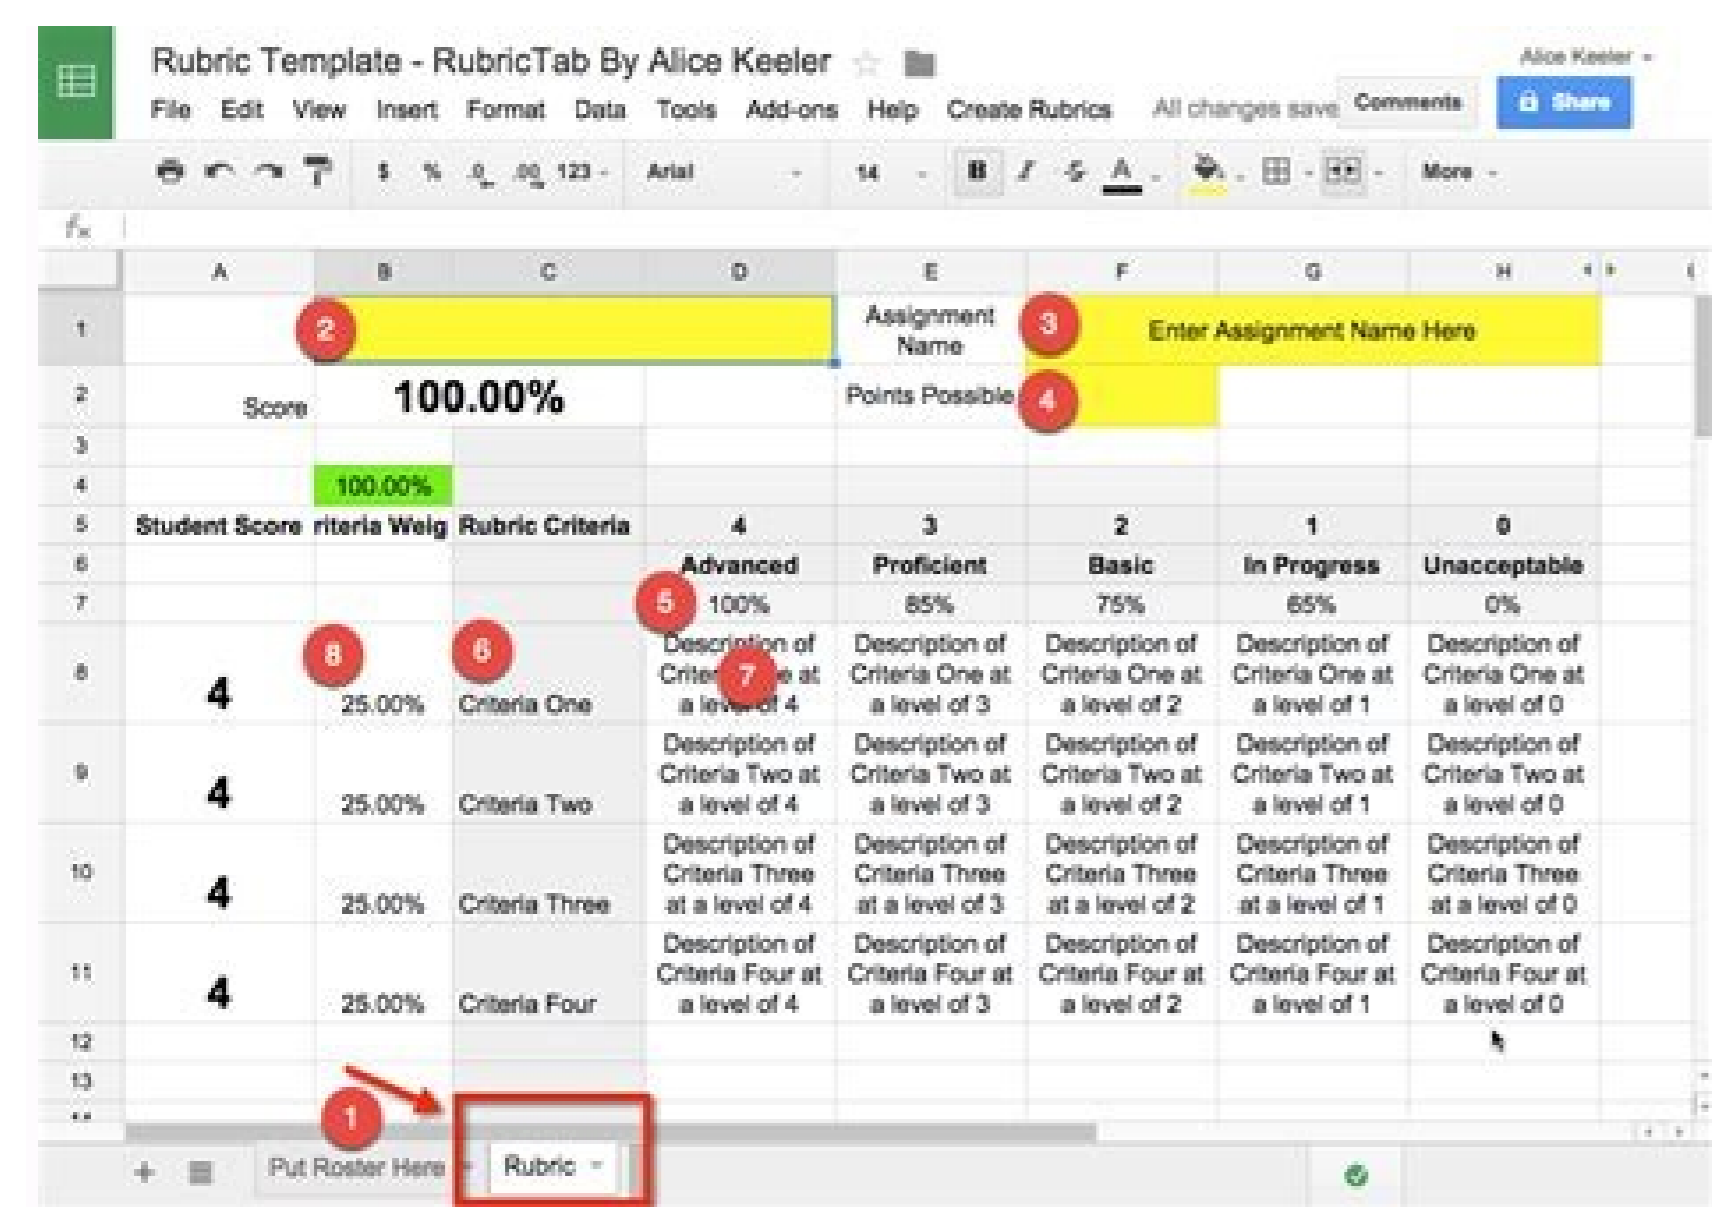 Rubric Template - RubricTab By Alice Keeler
Alice Keeler
File Edit View Insert Format Data Tools Add-ons Help Create Rubrics All changes save Comments Share
$ % .0 .00 123 Arial 14 B I S A More
fx
A B C D E F G H
1 2 Assignment Name 3 Enter Assignment Name Here
2 Score 100.00% Points Possible 4
3
4 100.00%
5 Student Score riteria Weig Rubric Criteria 4 3 2 1 0
6 Advanced Proficient Basic In Progress Unacceptable
7 5 100% 85% 75% 65% 0%
8 4 8 25.00% 6 Criteria One
Description of 7 at a level of 4
Description of Criteria One at a level of 3
Description of Criteria One at a level of 2
Description of Criteria One at a level of 1
Description of Criteria One at a level of 0
9 4 25.00% Criteria Two
Description of Criteria Two at a level of 4
Description of Criteria Two at a level of 3
Description of Criteria Two at a level of 2
Description of Criteria Two at a level of 1
Description of Criteria Two at a level of 0
10 4 25.00% Criteria Three
Description of Criteria Three at a level of 4
Description of Criteria Three at a level of 3
Description of Criteria Three at a level of 2
Description of Criteria Three at a level of 1
Description of Criteria Three at a level of 0
11 4 25.00% Criteria Four
Description of Criteria Four at a level of 4
Description of Criteria Four at a level of 3
Description of Criteria Four at a level of 2
Description of Criteria Four at a level of 1
Description of Criteria Four at a level of 0
12
13
1
+ Put Roster Here Rubric